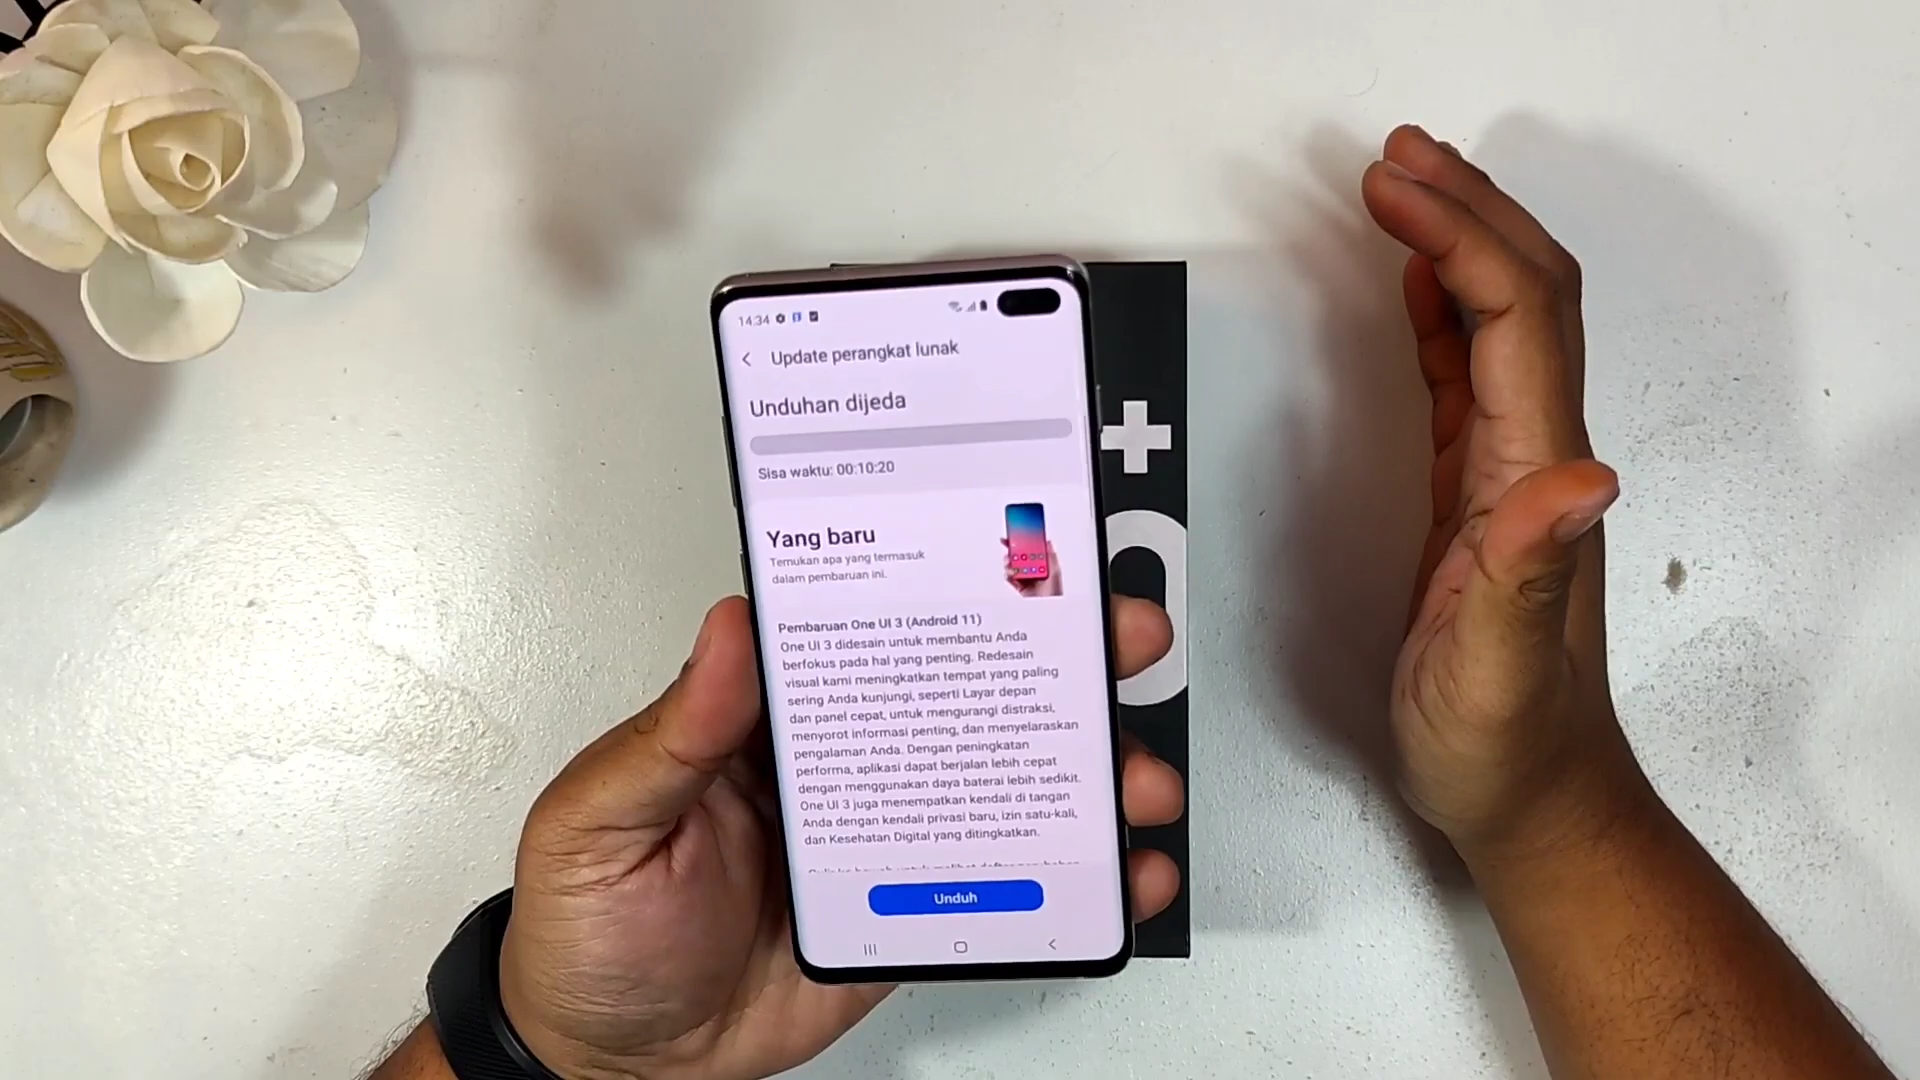 14.34
Update perangkat lunak
Unduhan dijeda
Sisa waktu: 00:10:20
Yang baru
Temukan apa yang termasuk
dalam pembaruan ini.
Pembaruan One UI 3 (Android 11)
One UI 3 didesain untuk membantu Anda
berfokus pada hal yang penting. Redesain
visual kami meningkatkan tempat yang paling
sering Anda kunjungi, seperti Layar depan
dan panel cepat, untuk mengurangi distraksi,
menyorot informasi penting, dan menyelaraskan
pengalaman Anda. Dengan peningkatan
performa, aplikasi dapat berjalan lebih cepat
dengan menggunakan daya baterai lebih sedikit.
One UI 3 juga menempatkan kendali di tangan
Anda dengan kendali privasi baru, izin satu-kali,
dan Kesehatan Digital yang ditingkatkan.
Unduh
+
0